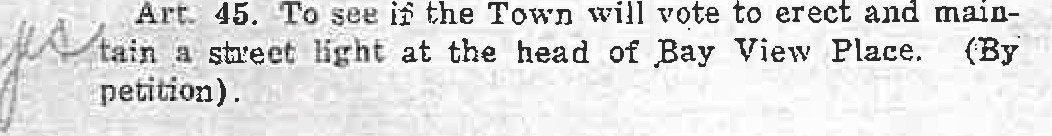 Art. 45. To see if the Town will vote to erect and main-
yes tain a street light at the head of Bay View Place. (By
petition).